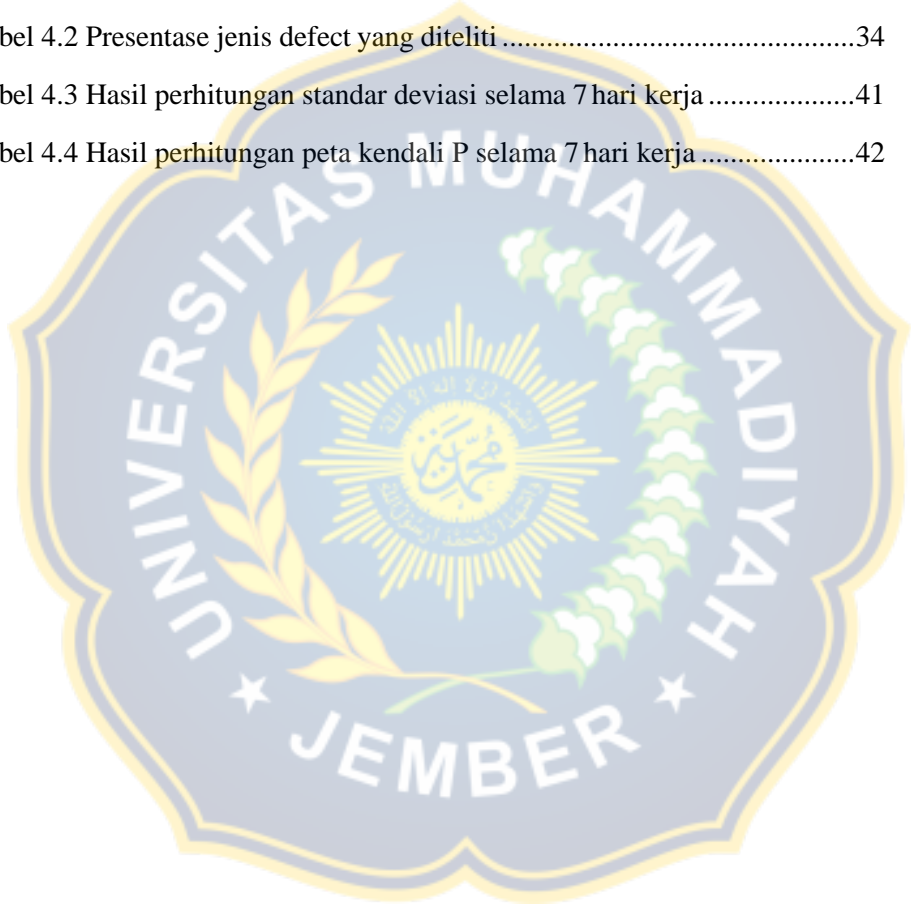 bel 4.2 Presentase jenis defect yang diteliti ................................................34
bel 4.3 Hasil perhitungan standar deviasi selama 7 hari kerja ....................41
bel 4.4 Hasil perhitungan peta kendali P selama 7 hari kerja .....................42
UNIVERSITAS MUHAMMADIYAH
JEMBER